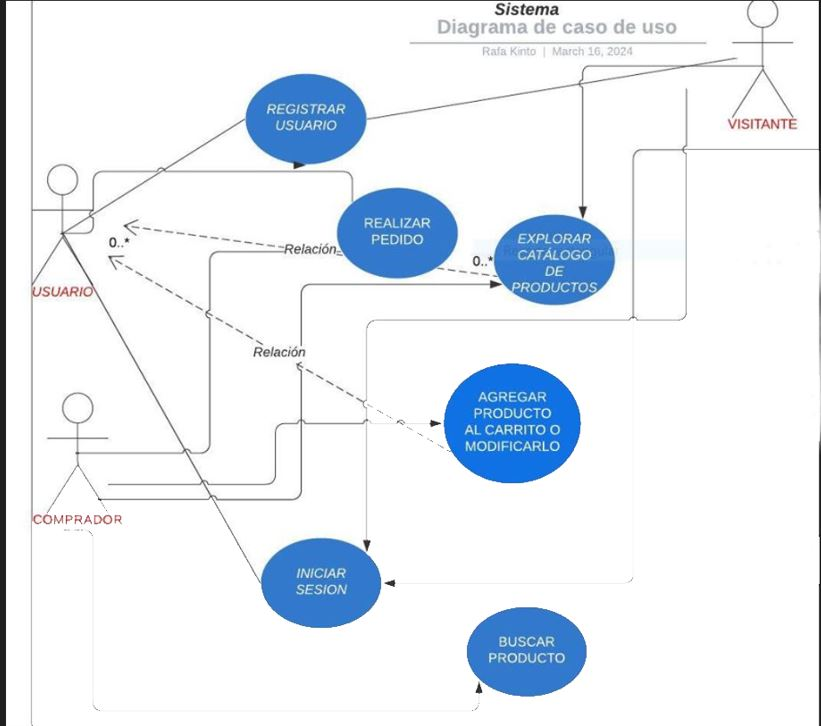 Sistema
Diagrama de caso de uso
Rafa Kinto | March 16, 2024
VISITANTE
REGISTRAR
USUARIO
REALIZAR
PEDIDO
EXPLORAR
CATÁLOGO
DE
PRODUCTOS
0..*
Relación
0..*
USUARIO
Relación
AGREGAR
PRODUCTO
AL CARRITO O
MODIFICARLO
COMPRADOR
INICIAR
SESION
BUSCAR
PRODUCTO